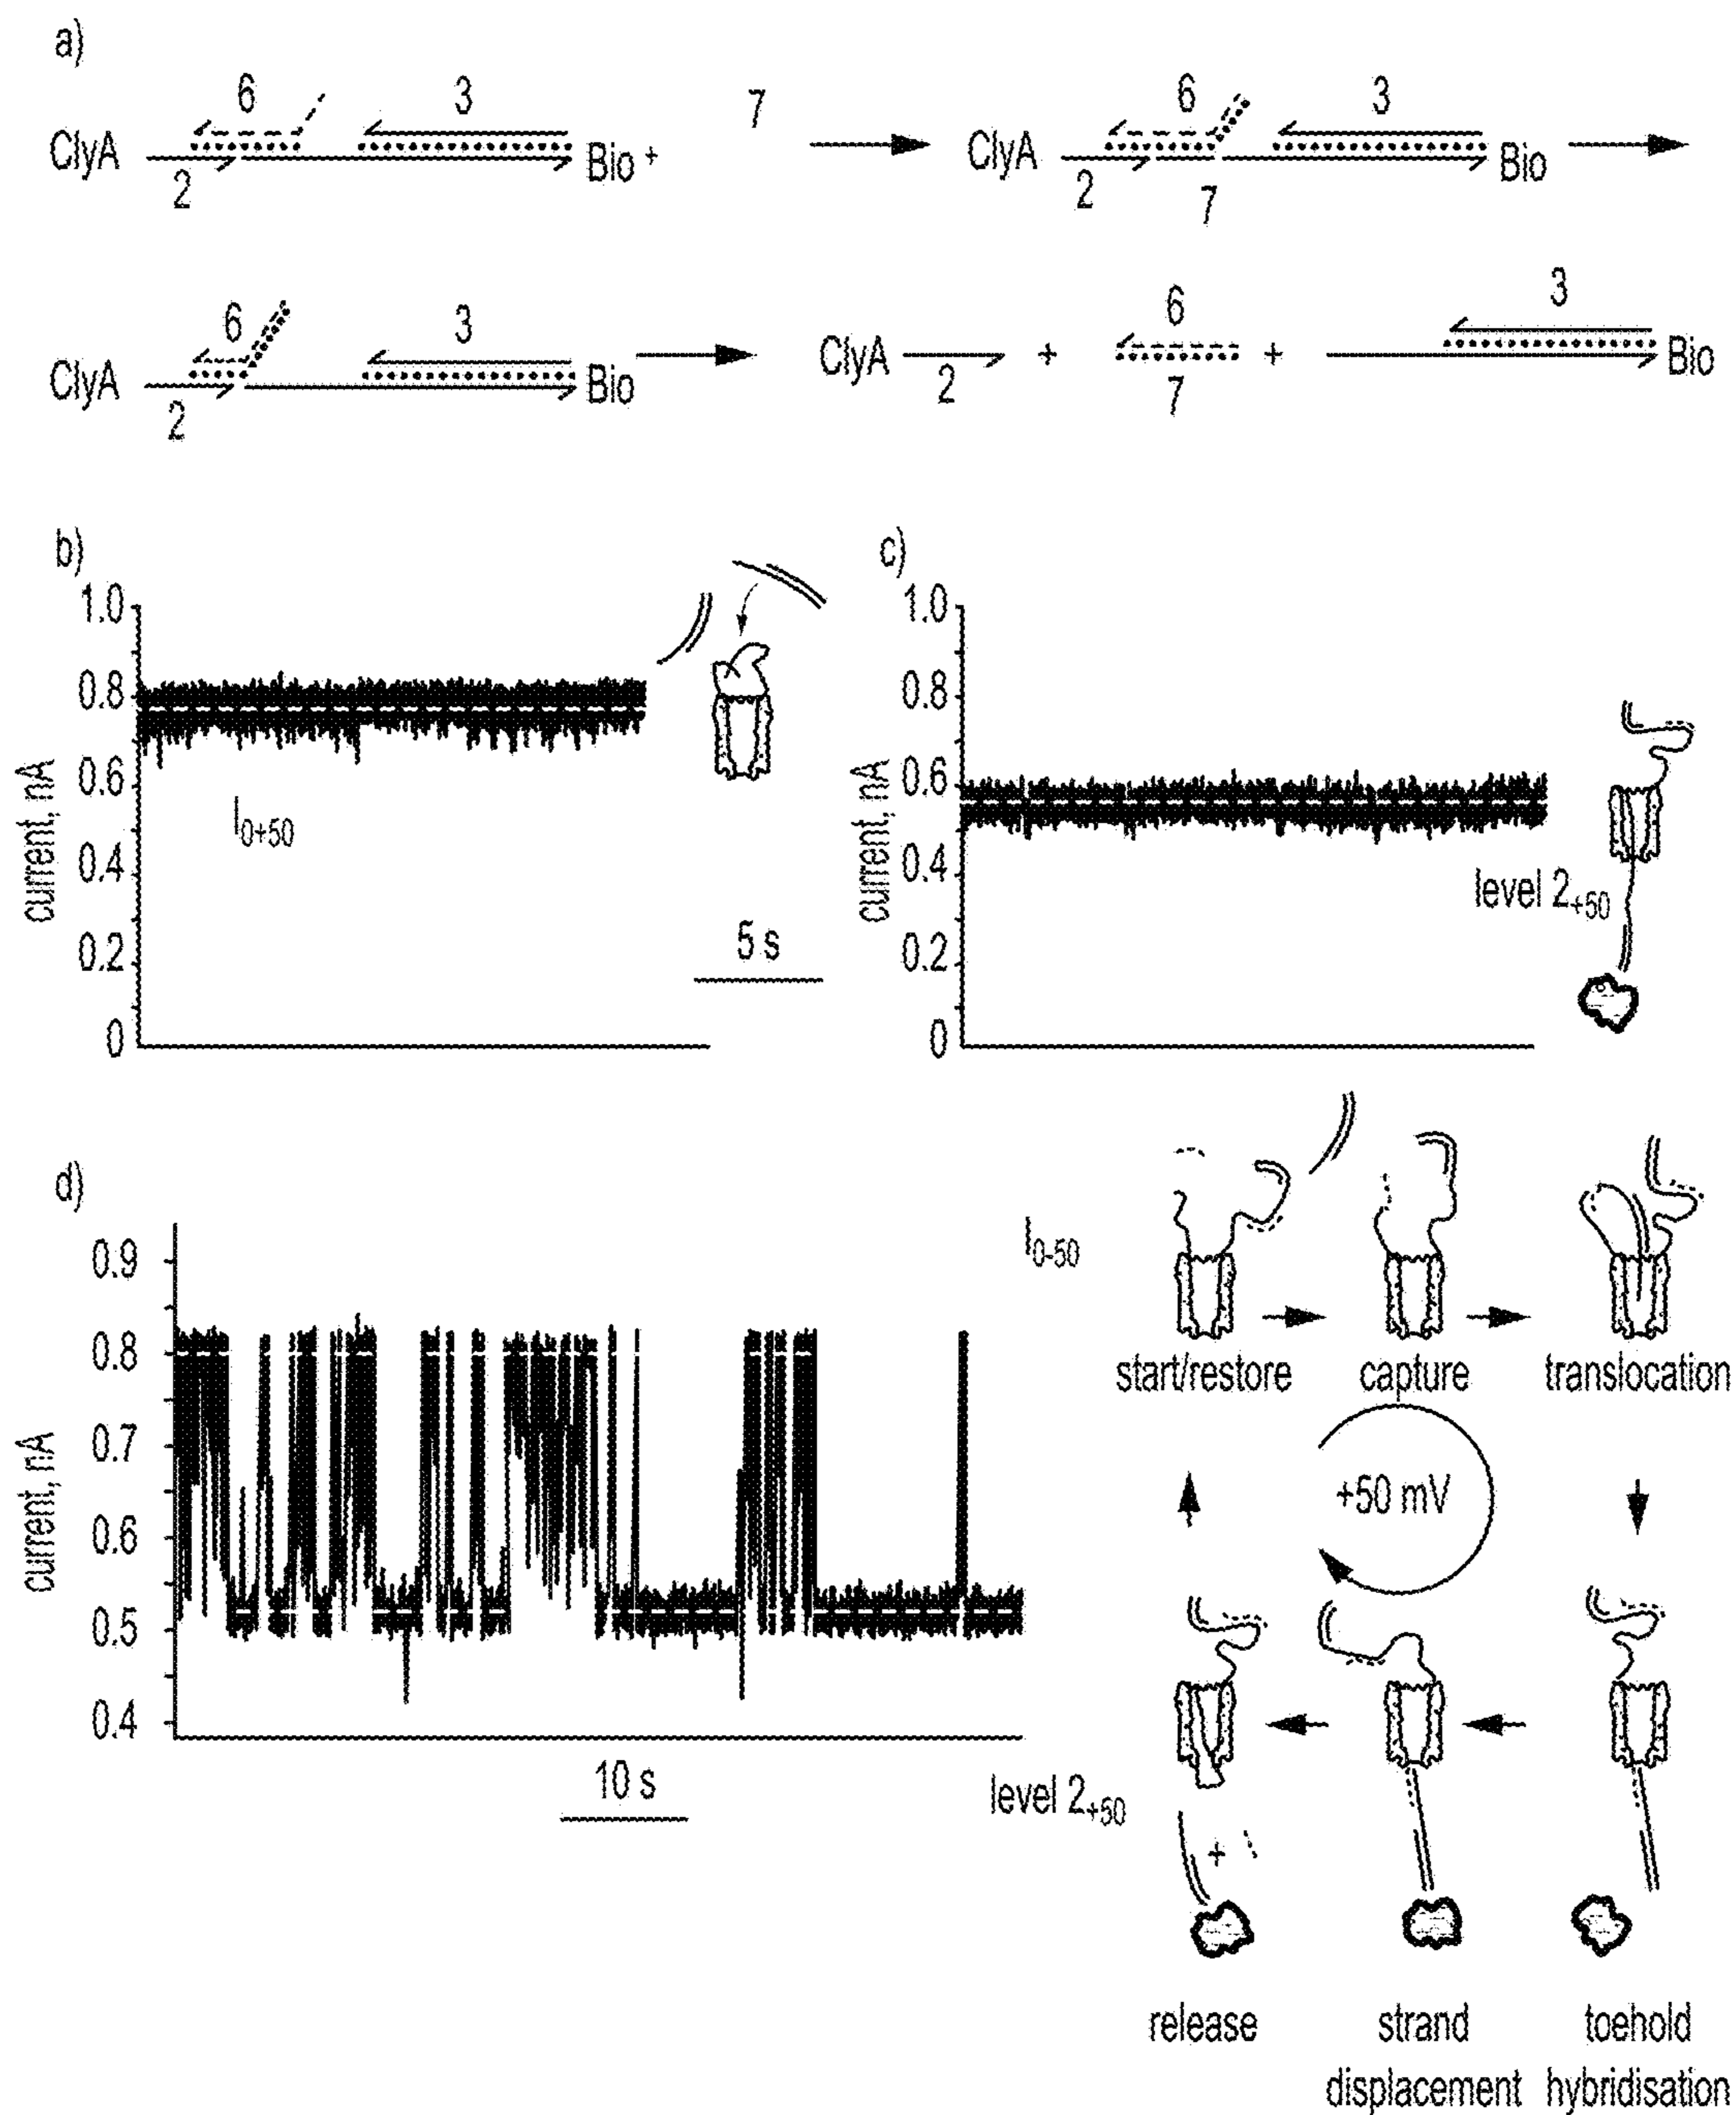 a)
6 3 7 6 3
ClyA Bio + ClyA Bio
2 2 7
6 3 6 3
ClyA Bio ClyA + + Bio
2 2 7
b)
1.0
0.8
0.6
0.4
0.2
0
current, nA
I0+50
5 s
c)
1.0
0.8
0.6
0.4
0.2
0
current, nA
level 2+50
d)
0.9
0.8
0.7
0.6
0.5
0.4
current, nA
10 s
I0-50
level 2+50
start/restore capture translocation
+50 mV
+
release strand toehold
displacement hybridisation